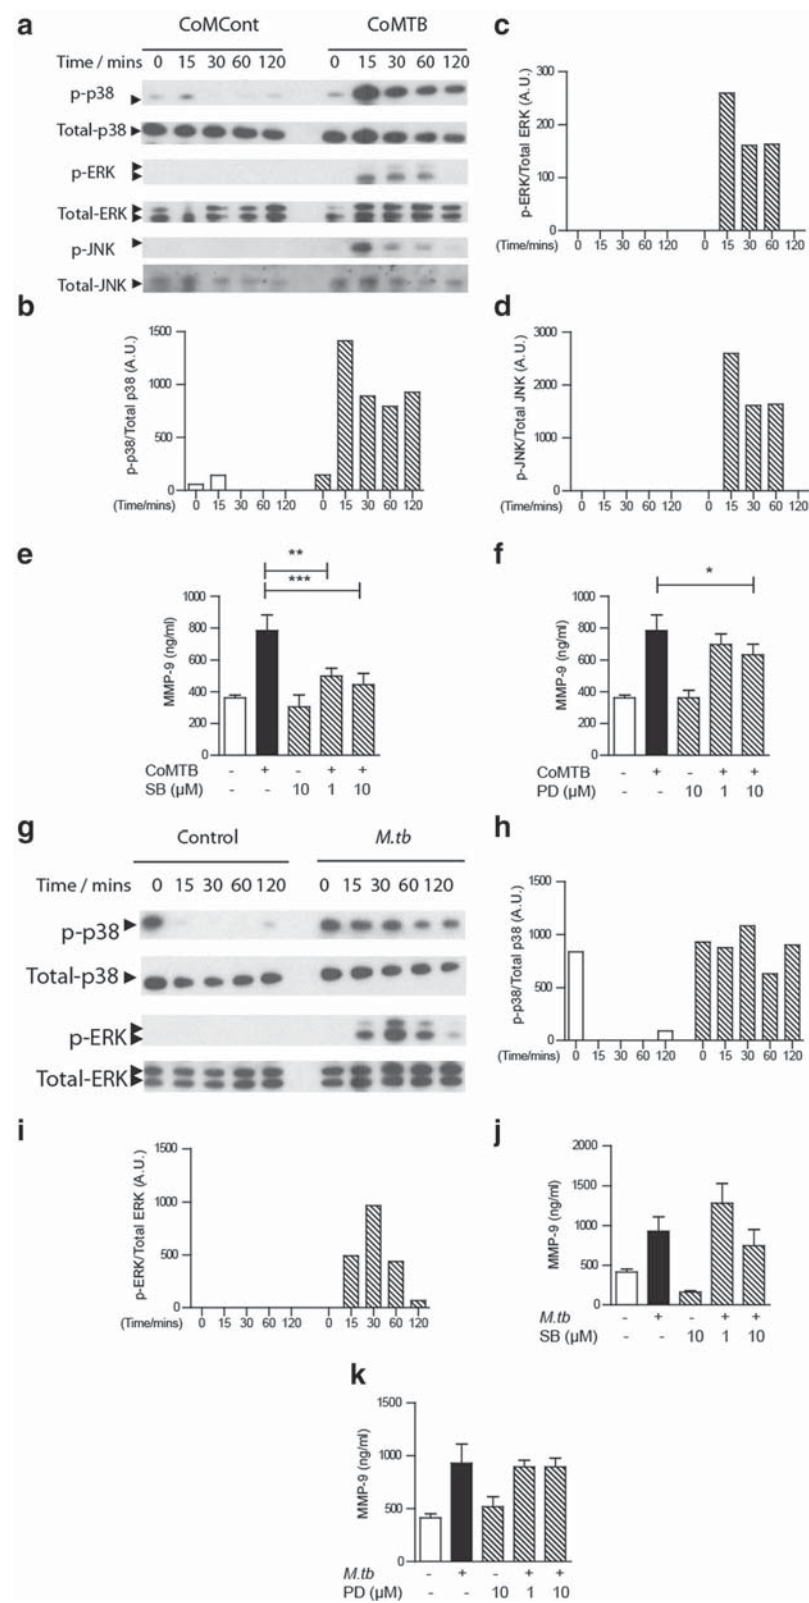 a
CoMCont CoMTB
Time / mins 0 15 30 60 120 0 15 30 60 120
p-p38
Total-p38
p-ERK
Total-ERK
p-JNK
Total-JNK
c
p-ERK/Total ERK (A.U.)
300
200
100
0
(Time/mins) 0 15 30 60 120 0 15 30 60 120
b
p-p38/Total p38 (A.U.)
1500
1000
500
0
(Time/mins) 0 15 30 60 120 0 15 30 60 120
d
p-JNK/Total JNK (A.U.)
3000
2000
1000
0
(Time/mins) 0 15 30 60 120 0 15 30 60 120
e
**
***
MMP-9 (ng/ml)
1000
800
600
400
200
0
CoMTB - + - + +
SB (µM) - - 10 1 10
f
*
MMP-9 (ng/ml)
1000
800
600
400
200
0
CoMTB - + - + +
PD (µM) - - 10 1 10
g
Control M.tb
Time / mins 0 15 30 60 120 0 15 30 60 120
p-p38
Total-p38
p-ERK
Total-ERK
h
p-p38/Total p38 (A.U.)
1500
1000
500
0
(Time/mins) 0 15 30 60 120 0 15 30 60 120
i
p-ERK/Total ERK (A.U.)
1500
1000
500
0
(Time/mins) 0 15 30 60 120 0 15 30 60 120
j
MMP-9 (ng/ml)
2000
1500
1000
500
0
M.tb - + - + +
SB (µM) - - 10 1 10
k
MMP-9 (ng/ml)
1500
1000
500
0
M.tb - + - + +
PD (µM) - - 10 1 10